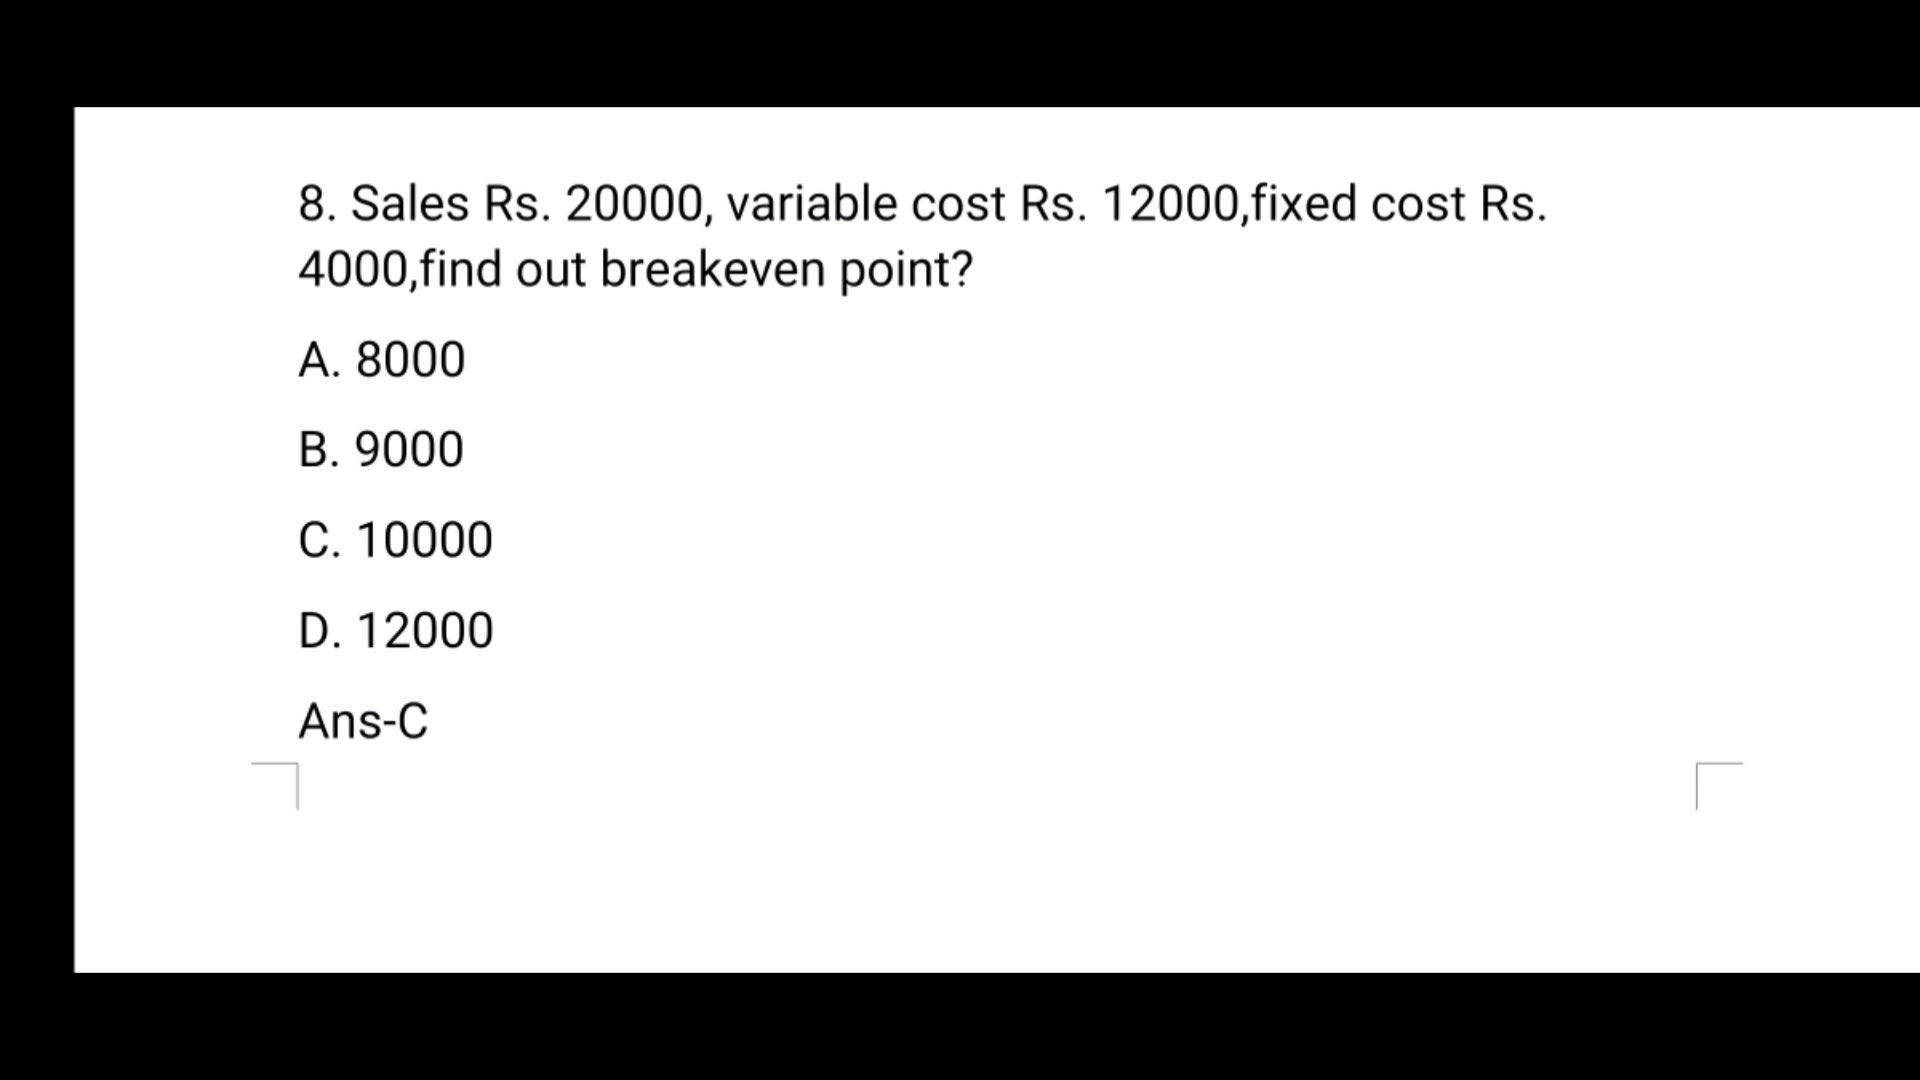 8. Sales Rs. 20000, variable cost Rs. 12000,fixed cost Rs.
4000,find out breakeven point?
A. 8000
B. 9000
C. 10000
D. 12000
Ans-C